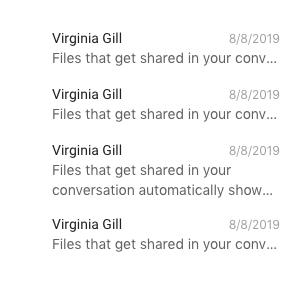 Virginia Gill 8/8/2019
Files that get shared in your conv...
Virginia Gill 8/8/2019
Files that get shared in your conv...
Virginia Gill 8/8/2019
Files that get shared in your
conversation automatically show...
Virginia Gill 8/8/2019
Files that get shared in your conv...